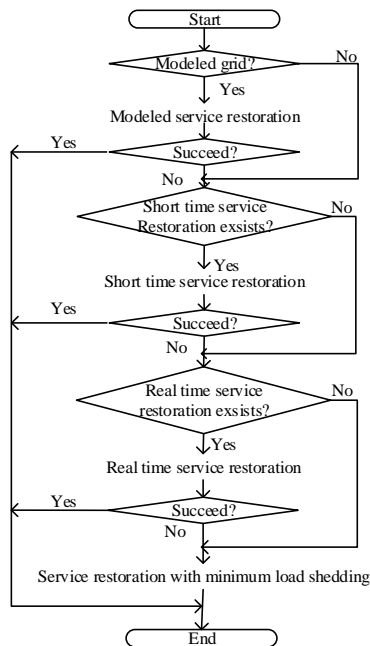 Start
Modeled grid?
No
Yes
Modeled service restoration
Yes
Succeed?
No
Short time service
Restoration exsists?
No
Yes
Short time service restoration
Yes
Succeed?
No
Real time service
restoration exsists?
No
Yes
Real time service restoration
Yes
Succeed?
No
Service restoration with minimum load shedding
End